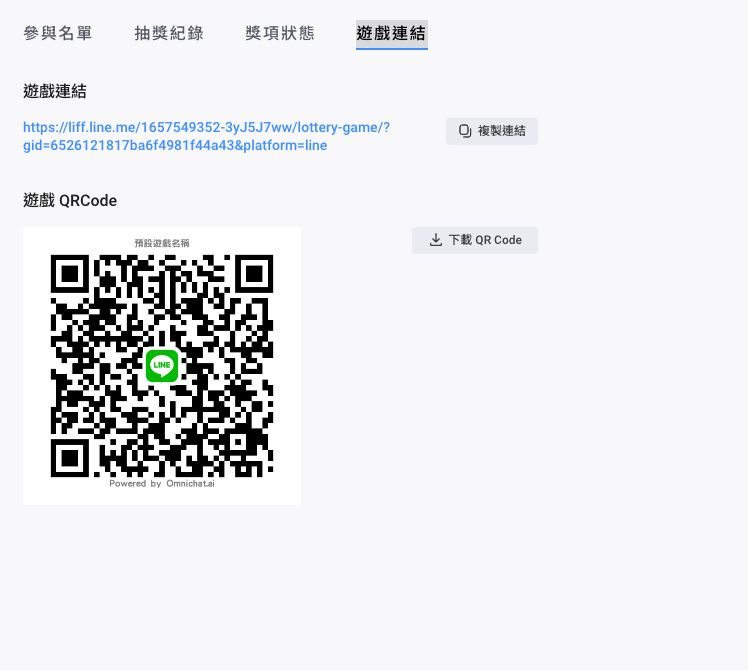 參與名單 抽獎紀錄 獎項狀態 遊戲連結
遊戲連結
https://liff.line.me/1657549352-3yJ5J7ww/lottery-game/?
gid=6526121817ba6f4981f44a43&platform=line
複製連結
遊戲 QRCode
下載 QR Code
預設遊戲名稱
LINE
Powered by Omnichat.ai